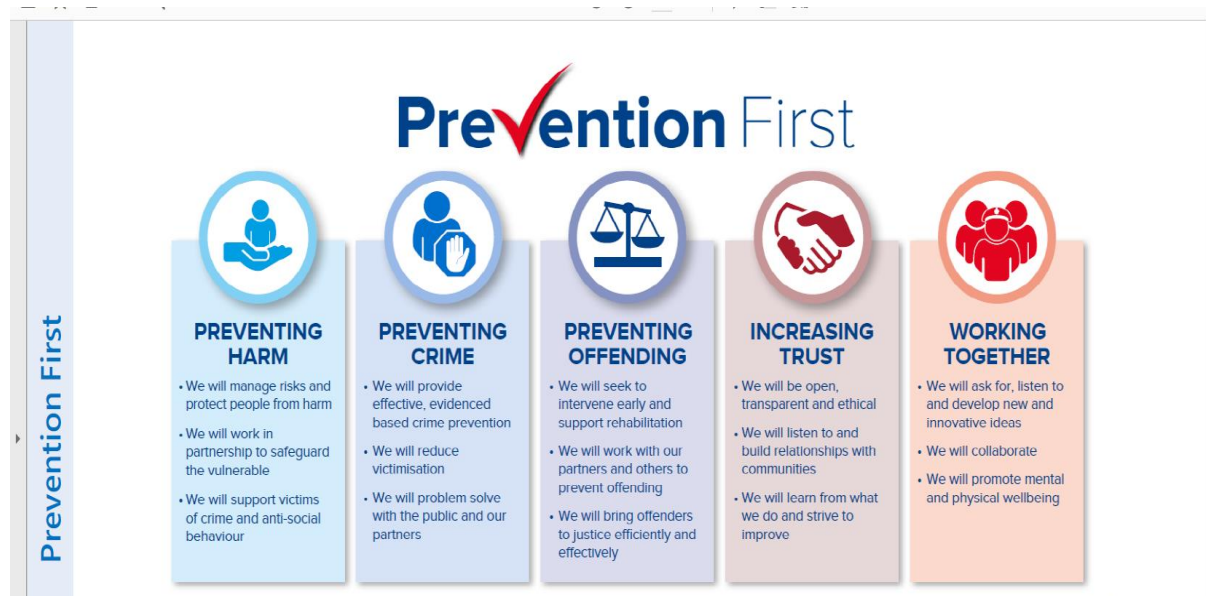 Prevention First
Prevention First
PREVENTING
HARM
• We will manage risks and
protect people from harm
• We will work in
partnership to safeguard
the vulnerable
• We will support victims
of crime and anti-social
behaviour
PREVENTING
CRIME
• We will provide
effective, evidenced
based crime prevention
• We will reduce
victimisation
• We will problem solve
with the public and our
partners
PREVENTING
OFFENDING
• We will seek to
intervene early and
support rehabilitation
• We will work with our
partners and others to
prevent offending
• We will bring offenders
to justice efficiently and
effectively
INCREASING
TRUST
• We will be open,
transparent and ethical
• We will listen to and
build relationships with
communities
• We will learn from what
we do and strive to
improve
WORKING
TOGETHER
• We will ask for, listen to
and develop new and
innovative ideas
• We will collaborate
• We will promote mental
and physical wellbeing